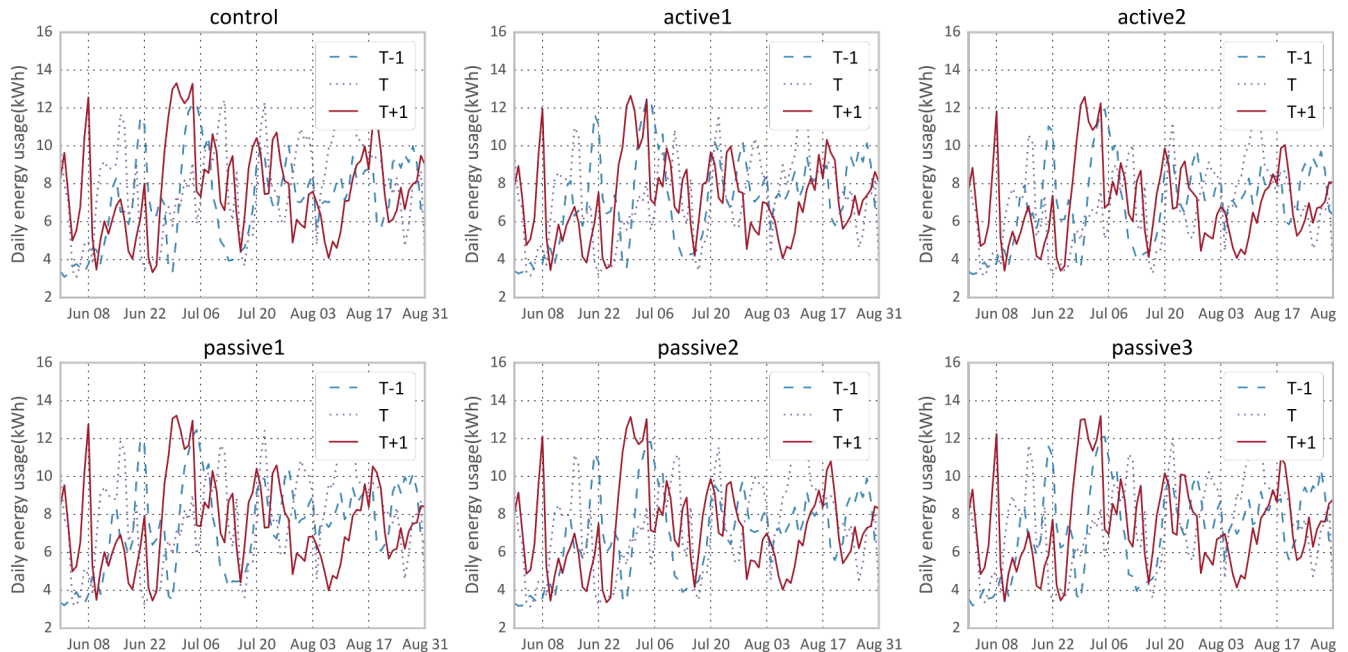 control
active1
active2
Daily energy usage(kWh)
16
14
12
10
8
6
4
2
T-1
T
T+1
Jun 08 Jun 22 Jul 06 Jul 20 Aug 03 Aug 17 Aug 31
Daily energy usage(kWh)
16
14
12
10
8
6
4
2
T-1
T
T+1
Jun 08 Jun 22 Jul 06 Jul 20 Aug 03 Aug 17 Aug 31
Daily energy usage(kWh)
16
14
12
10
8
6
4
2
T-1
T
T+1
Jun 08 Jun 22 Jul 06 Jul 20 Aug 03 Aug 17 Aug
passive1
passive2
passive3
Daily energy usage(kWh)
16
14
12
10
8
6
4
2
T-1
T
T+1
Jun 08 Jun 22 Jul 06 Jul 20 Aug 03 Aug 17 Aug 31
Daily energy usage(kWh)
16
14
12
10
8
6
4
2
T-1
T
T+1
Jun 08 Jun 22 Jul 06 Jul 20 Aug 03 Aug 17 Aug 31
Daily energy usage(kWh)
16
14
12
10
8
6
4
2
T-1
T
T+1
Jun 08 Jun 22 Jul 06 Jul 20 Aug 03 Aug 17 Aug